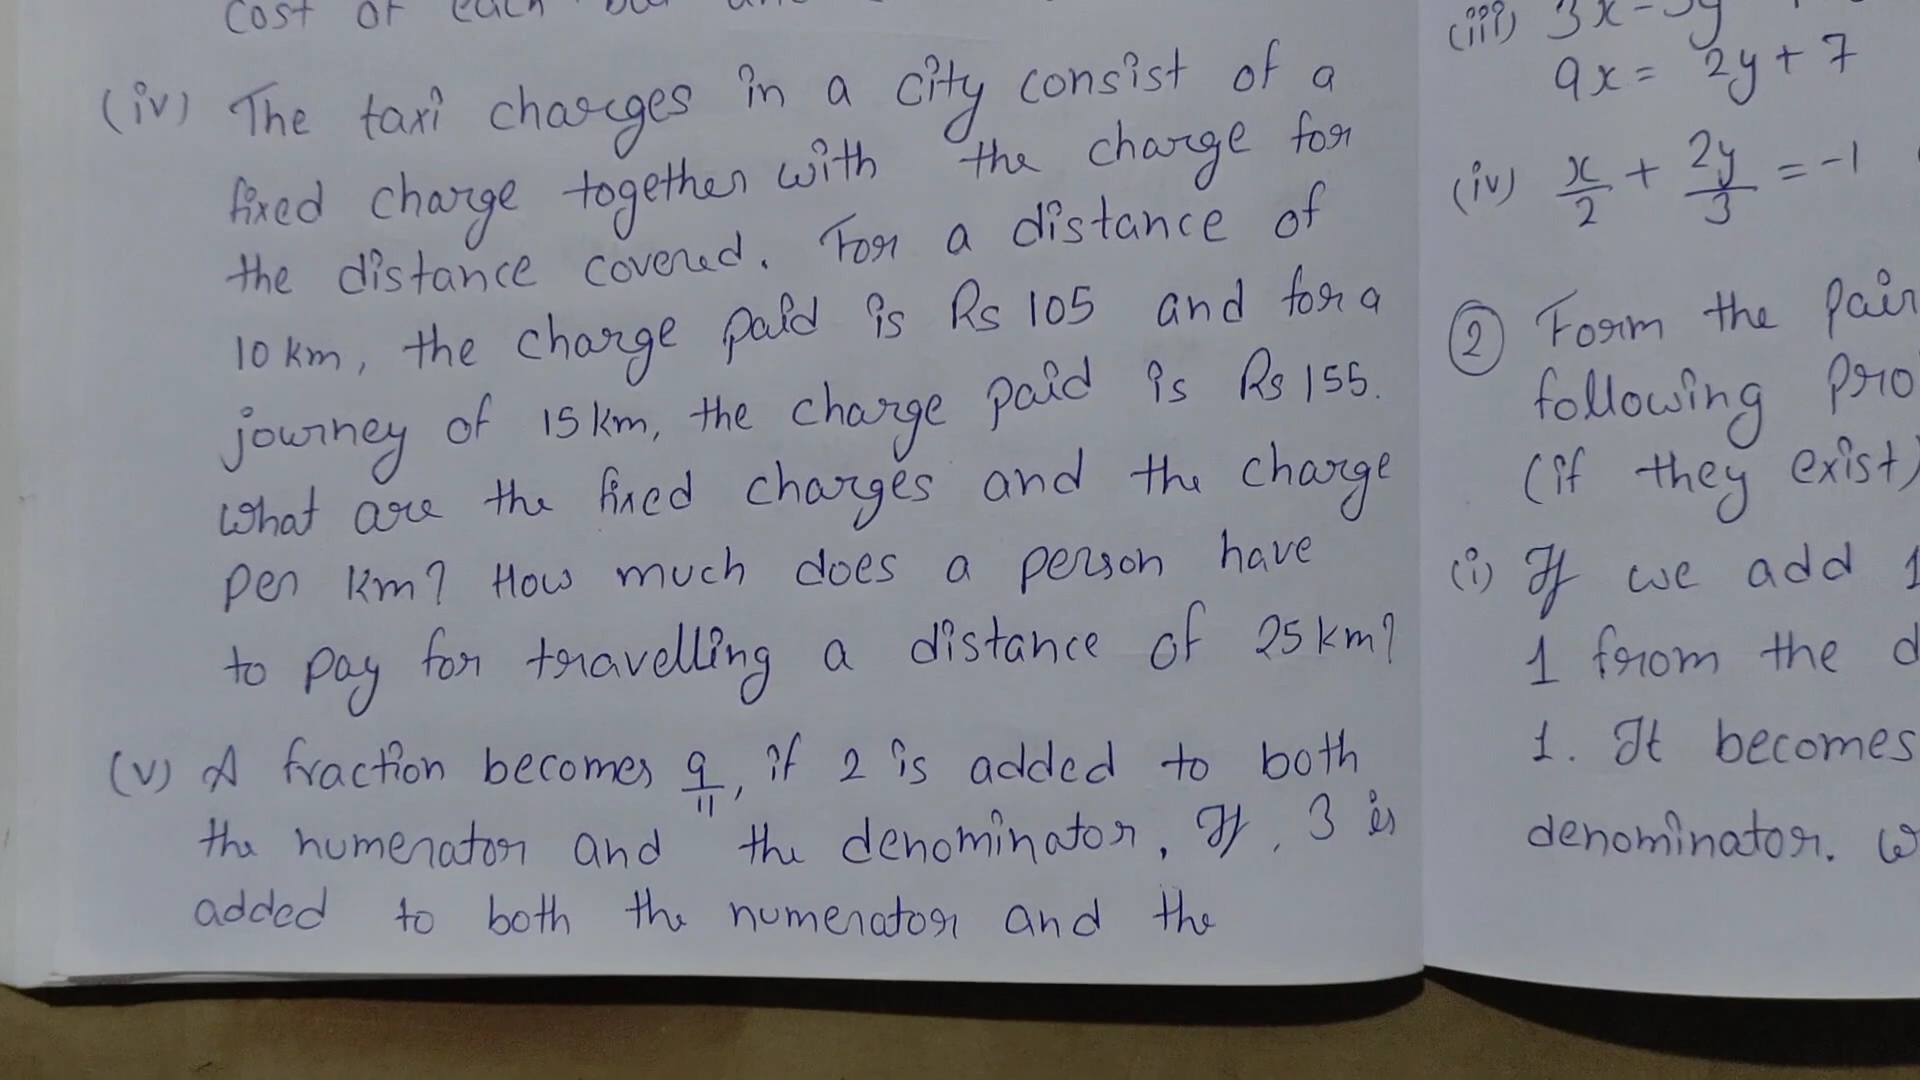 cost of each
(iv) The taxi charges in a city consist of a
fixed charge together with the charge for
the distance covered. For a distance of
10 km, the charge paid is Rs 105 and for a
journey of 15 km, the charge paid is Rs 155.
What are the fixed charges and the charge
per km? How much does a person have
to pay for travelling a distance of 25 km?
(v) A fraction becomes 9/11, if 2 is added to both
the numerator and the denominator. If, 3 is
added to both the numerator and the
(iii) 3x -
9x = 2y + 7
(iv) x/2 + 2y/3 = -1
② Form the pair
following pro
(if they exist)
(i) If we add 1
1 from the d
1. It becomes
denominator. w